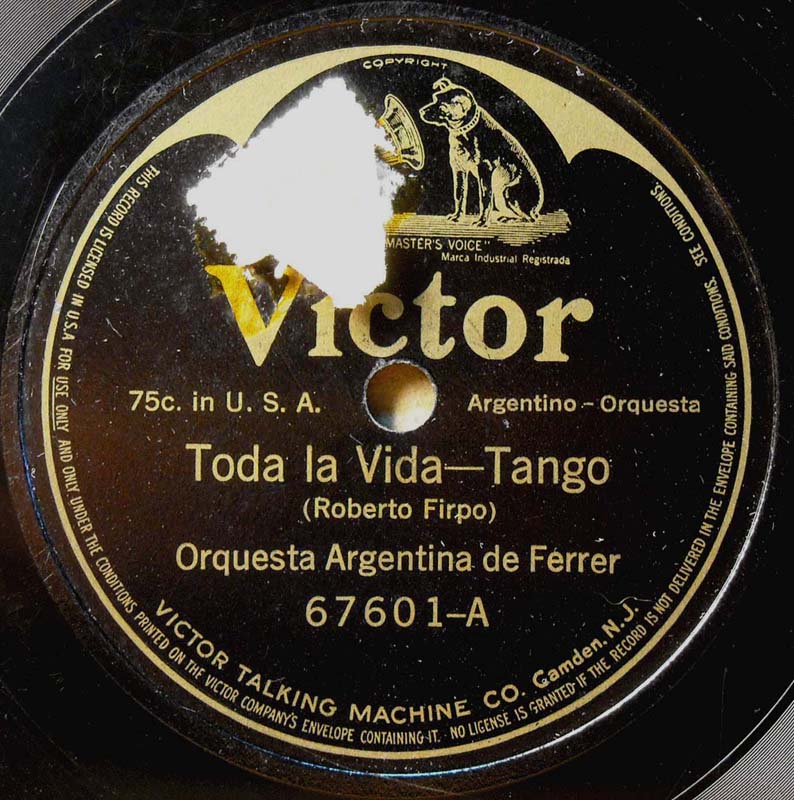 COPYRIGHT
MASTER'S VOICE"
Marca Industrial Registrada
Victor
75c. in U. S. A.
Argentino - Orquesta
Toda la Vida—Tango
(Roberto Firpo)
Orquesta Argentina de Ferrer
67601-A
VICTOR TALKING MACHINE CO. Camden, N.J.
THIS RECORD IS LICENSED IN U.S.A FOR USE ONLY AND ONLY UNDER THE CONDITIONS PRINTED ON THE VICTOR COMPANY'S ENVELOPE CONTAINING IT. NO LICENSE IS GRANTED IF THE RECORD IS NOT DELIVERED IN THE ENVELOPE CONTAINING SAID CONDITIONS. SEE CONDITIONS.